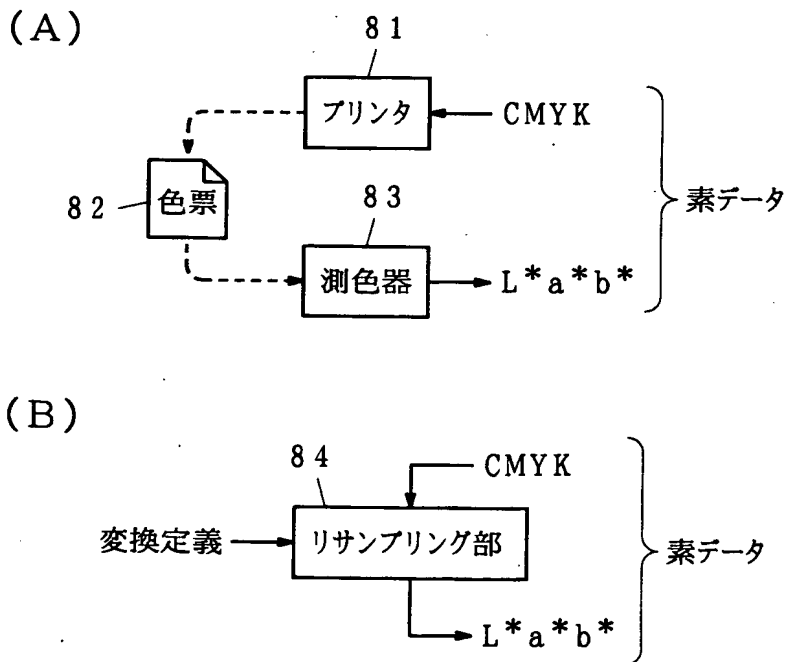 (A)
81
プリンタ
CMYK
82
色票
83
素データ
測色器
L*a*b*
(B)
84
CMYK
変換定義
リサンプリング部
素データ
L*a*b*